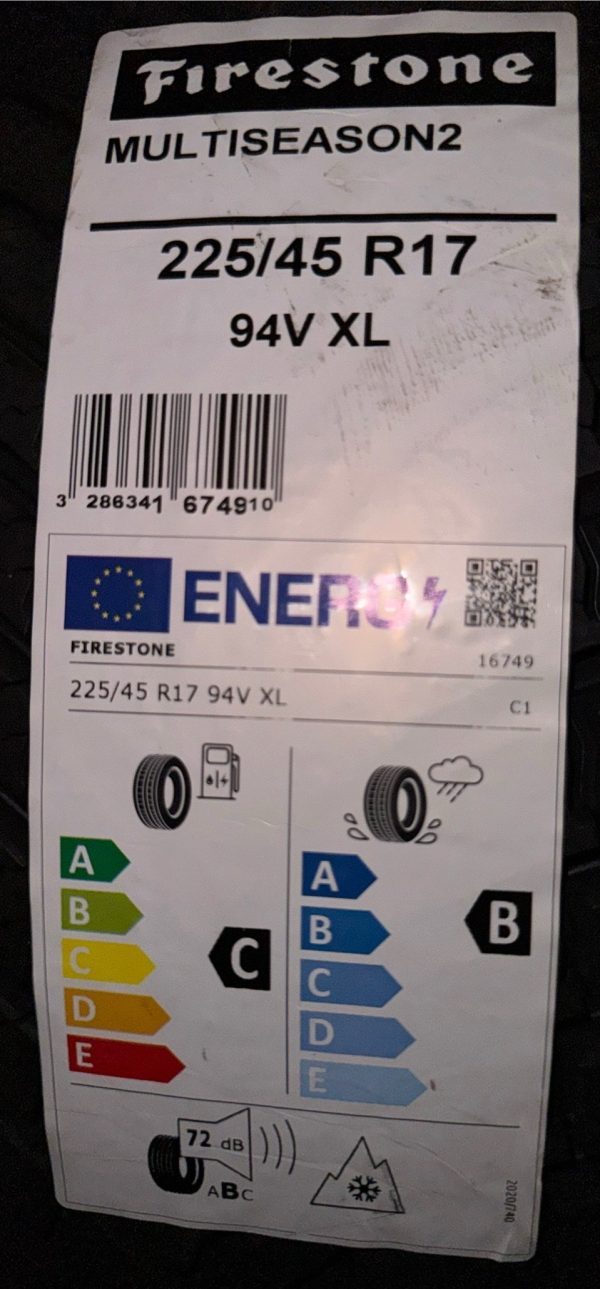 Firestone
MULTISEASON2
225/45 R17
94V XL
3 286341 674910
ENERG
FIRESTONE
16749
225/45 R17 94V XL
C1
A
B
C
D
E
C
A
B
C
D
E
B
72 dB
ABC
2020/740